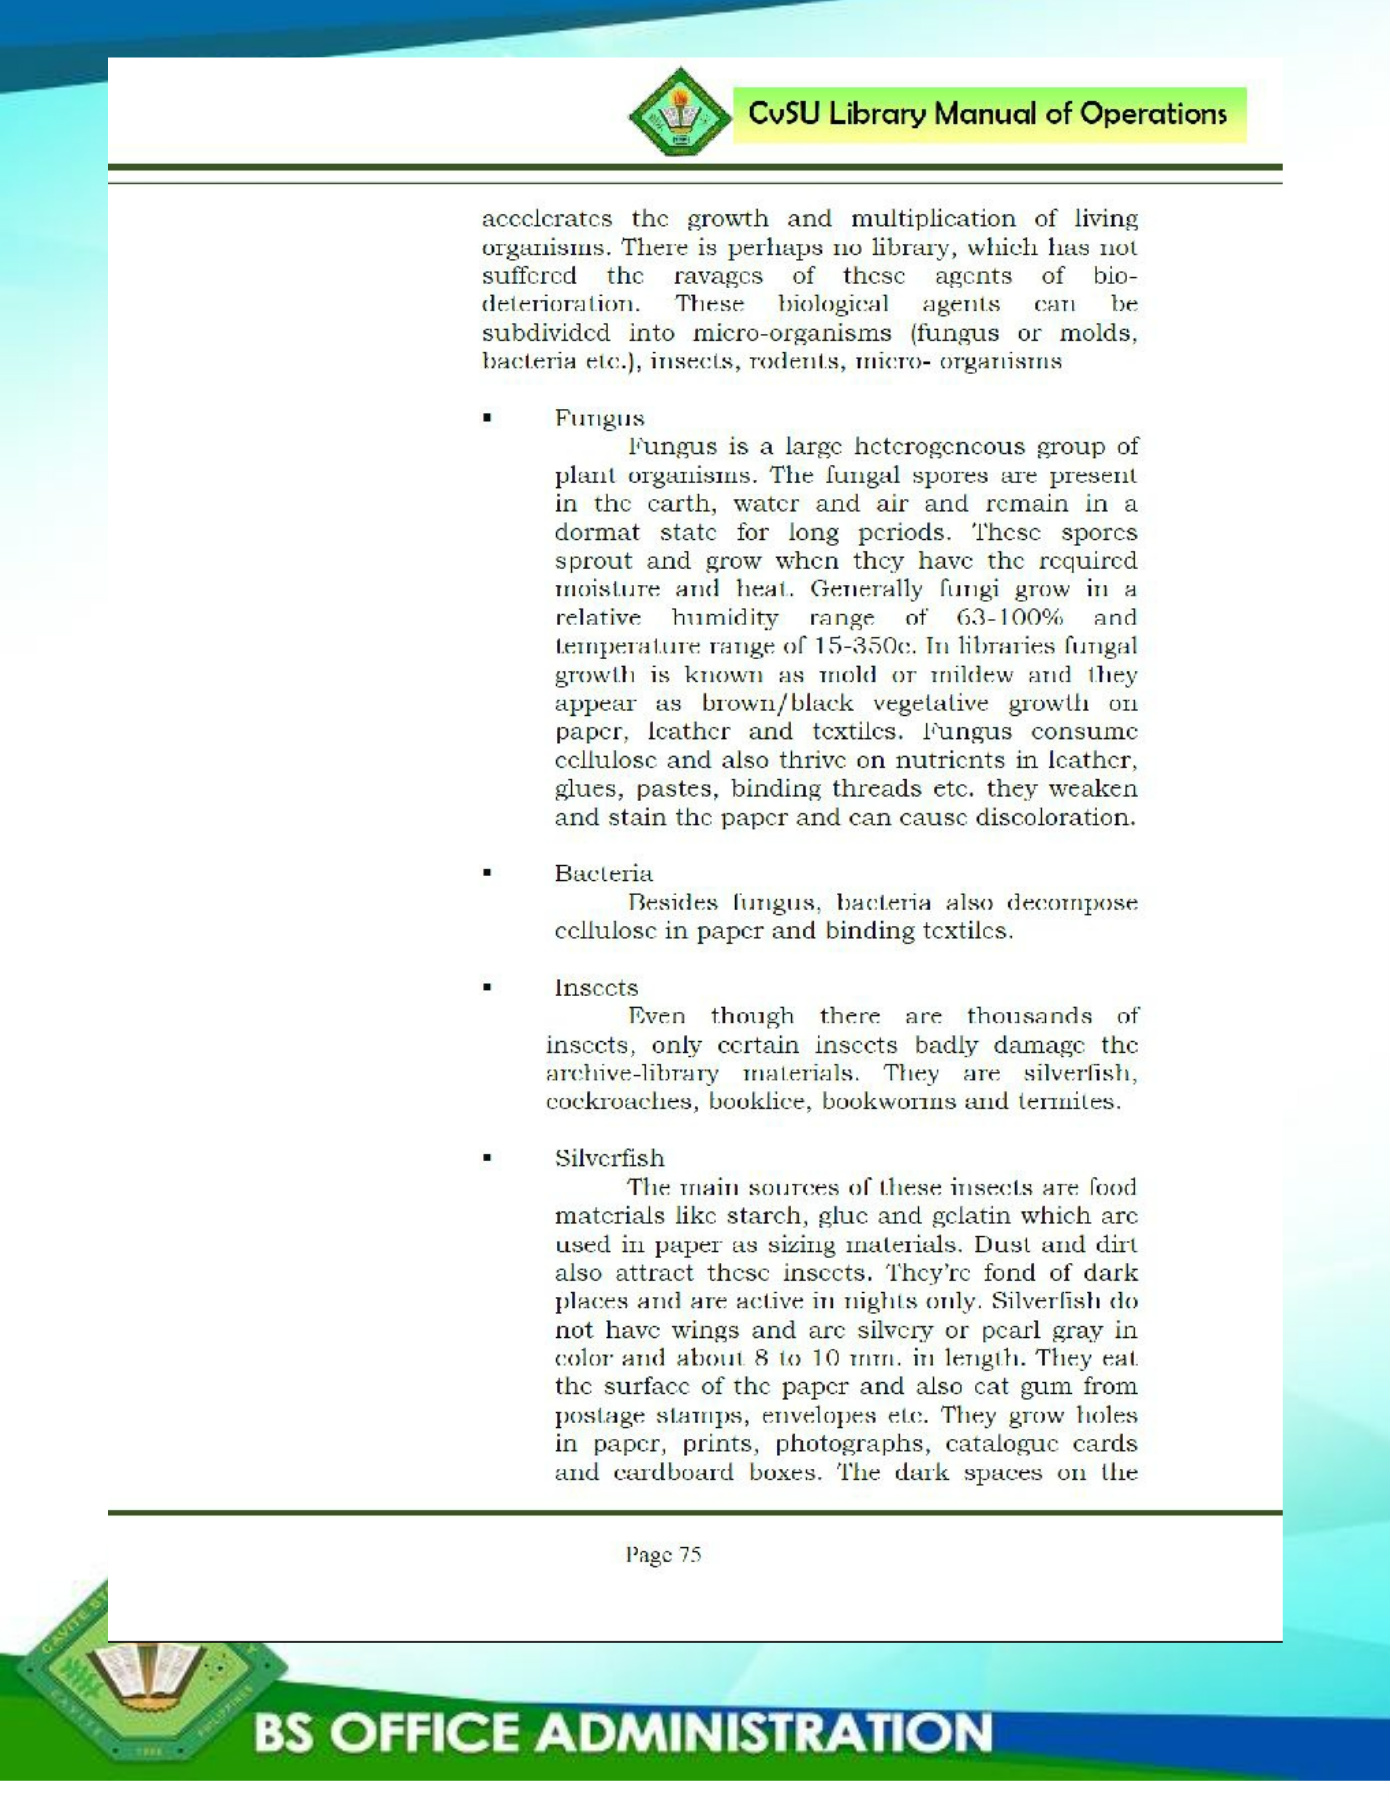 CvSU Library Manual of Operations
accelerates the growth and multiplication of living
organisms. There is perhaps no library, which has not
suffered the ravages of these agents of bio-
deterioration. These biological agents can be
subdivided into micro-organisms (fungus or molds,
bacteria etc.), insects, rodents, micro- organisms
▪ Fungus
Fungus is a large heterogeneous group of
plant organisms. The fungal spores are present
in the earth, water and air and remain in a
dormat state for long periods. These spores
sprout and grow when they have the required
moisture and heat. Generally fungi grow in a
relative humidity range of 63-100% and
temperature range of 15-350c. In libraries fungal
growth is known as mold or mildew and they
appear as brown/black vegetative growth on
paper, leather and textiles. Fungus consume
cellulose and also thrive on nutrients in leather,
glues, pastes, binding threads etc. they weaken
and stain the paper and can cause discoloration.
▪ Bacteria
Besides fungus, bacteria also decompose
cellulose in paper and binding textiles.
▪ Insects
Even though there are thousands of
insects, only certain insects badly damage the
archive-library materials. They are silverfish,
cockroaches, booklice, bookworms and termites.
▪ Silverfish
The main sources of these insects are food
materials like starch, glue and gelatin which are
used in paper as sizing materials. Dust and dirt
also attract these insects. They're fond of dark
places and are active in nights only. Silverfish do
not have wings and are silvery or pearl gray in
color and about 8 to 10 mm. in length. They eat
the surface of the paper and also eat gum from
postage stamps, envelopes etc. They grow holes
in paper, prints, photographs, catalogue cards
and cardboard boxes. The dark spaces on the
Page 75
CAVITE ST
CAVITE
PHILIPPINES
BS OFFICE ADMINISTRATION